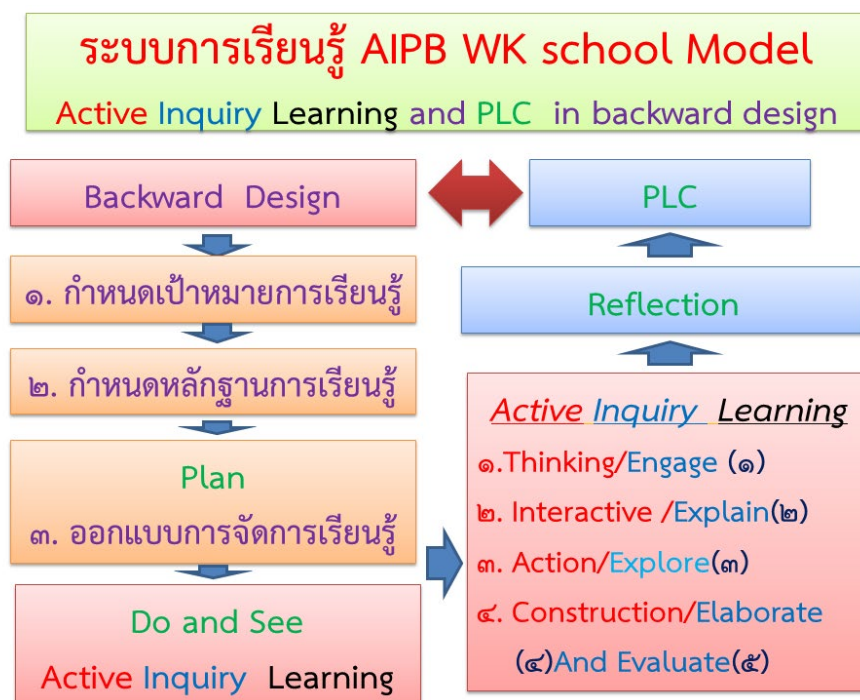 ระบบการเรียนรู้ AIPB WK school Model
Active Inquiry Learning and PLC in backward design
Backward Design
๑. กำหนดเป้าหมายการเรียนรู้
๒. กำหนดหลักฐานการเรียนรู้
Plan
๓. ออกแบบการจัดการเรียนรู้
Do and See
Active Inquiry Learning
PLC
Reflection
Active Inquiry Learning
๑.Thinking/Engage (๑)
๒. Interactive /Explain(๒)
๓. Action/Explore(๓)
๔. Construction/Elaborate
(๔)And Evaluate(๕)